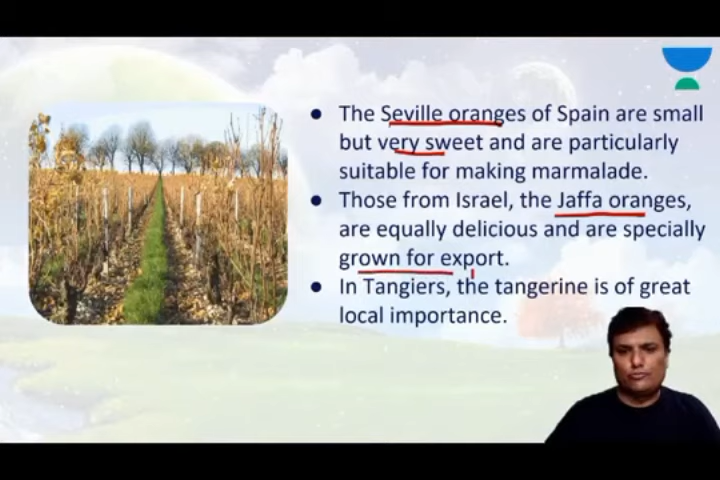 ● The Seville oranges of Spain are small
but very sweet and are particularly
suitable for making marmalade.
● Those from Israel, the Jaffa oranges,
are equally delicious and are specially
grown for export.
● In Tangiers, the tangerine is of great
local importance.